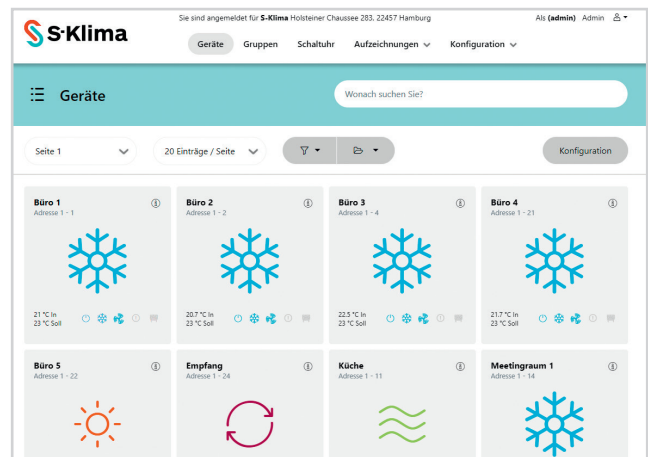 Sie sind angemeldet für S-Klima Holsteiner Chaussee 283, 22457 Hamburg
Als (admin) Admin
S-Klima
Geräte Gruppen Schaltuhr Aufzeichnungen Konfiguration
Geräte
Wonach suchen Sie?
Seite 1
20 Einträge / Seite
Konfiguration
Büro 1
Adresse 1 - 1
21 °C In
23 °C Soll
Büro 2
Adresse 1 - 2
20.7 °C In
23 °C Soll
Büro 3
Adresse 1 - 4
22.5 °C In
23 °C Soll
Büro 4
Adresse 1 - 21
21.7 °C In
23 °C Soll
Büro 5
Adresse 1 - 22
Empfang
Adresse 1 - 24
Küche
Adresse 1 - 11
Meetingraum 1
Adresse 1 - 14